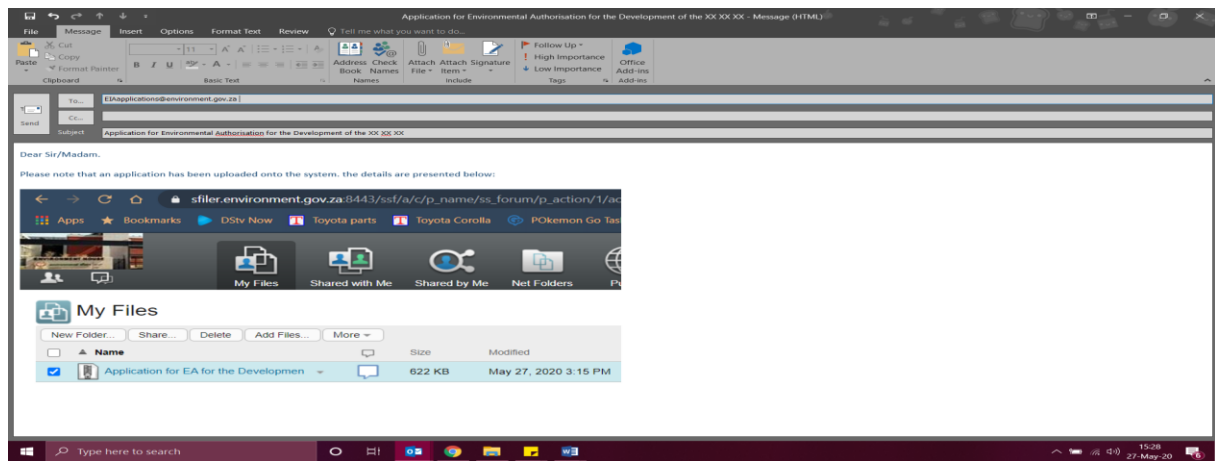 Application for Environmental Authorisation for the Development of the XX XX XX - Message (HTML)
File Message Insert Options Format Text Review Tell me what you want to do...
Paste
Cut
Copy
Format Painter
Clipboard
11
B I U
Basic Text
Address Book
Check Names
Names
Attach File
Attach Item
Signature
Include
Follow Up
High Importance
Low Importance
Tags
Office Add-ins
Add-ins
Send
To... EIAapplications@environment.gov.za
Cc...
Subject Application for Environmental Authorisation for the Development of the XX XX XX
Dear Sir/Madam.
Please note that an application has been uploaded onto the system. the details are presented below:
sfiler.environment.gov.za:8443/ssf/a/c/p_name/ss_forum/p_action/1/ac
Apps Bookmarks DStv Now Toyota parts Toyota Corolla POkemon Go Tas
My Files Shared with Me Shared by Me Net Folders Pu
My Files
New Folder... Share... Delete Add Files... More
Name Size Modified
Application for EA for the Developmen 622 KB May 27, 2020 3:15 PM
Type here to search
15:28
27-May-20